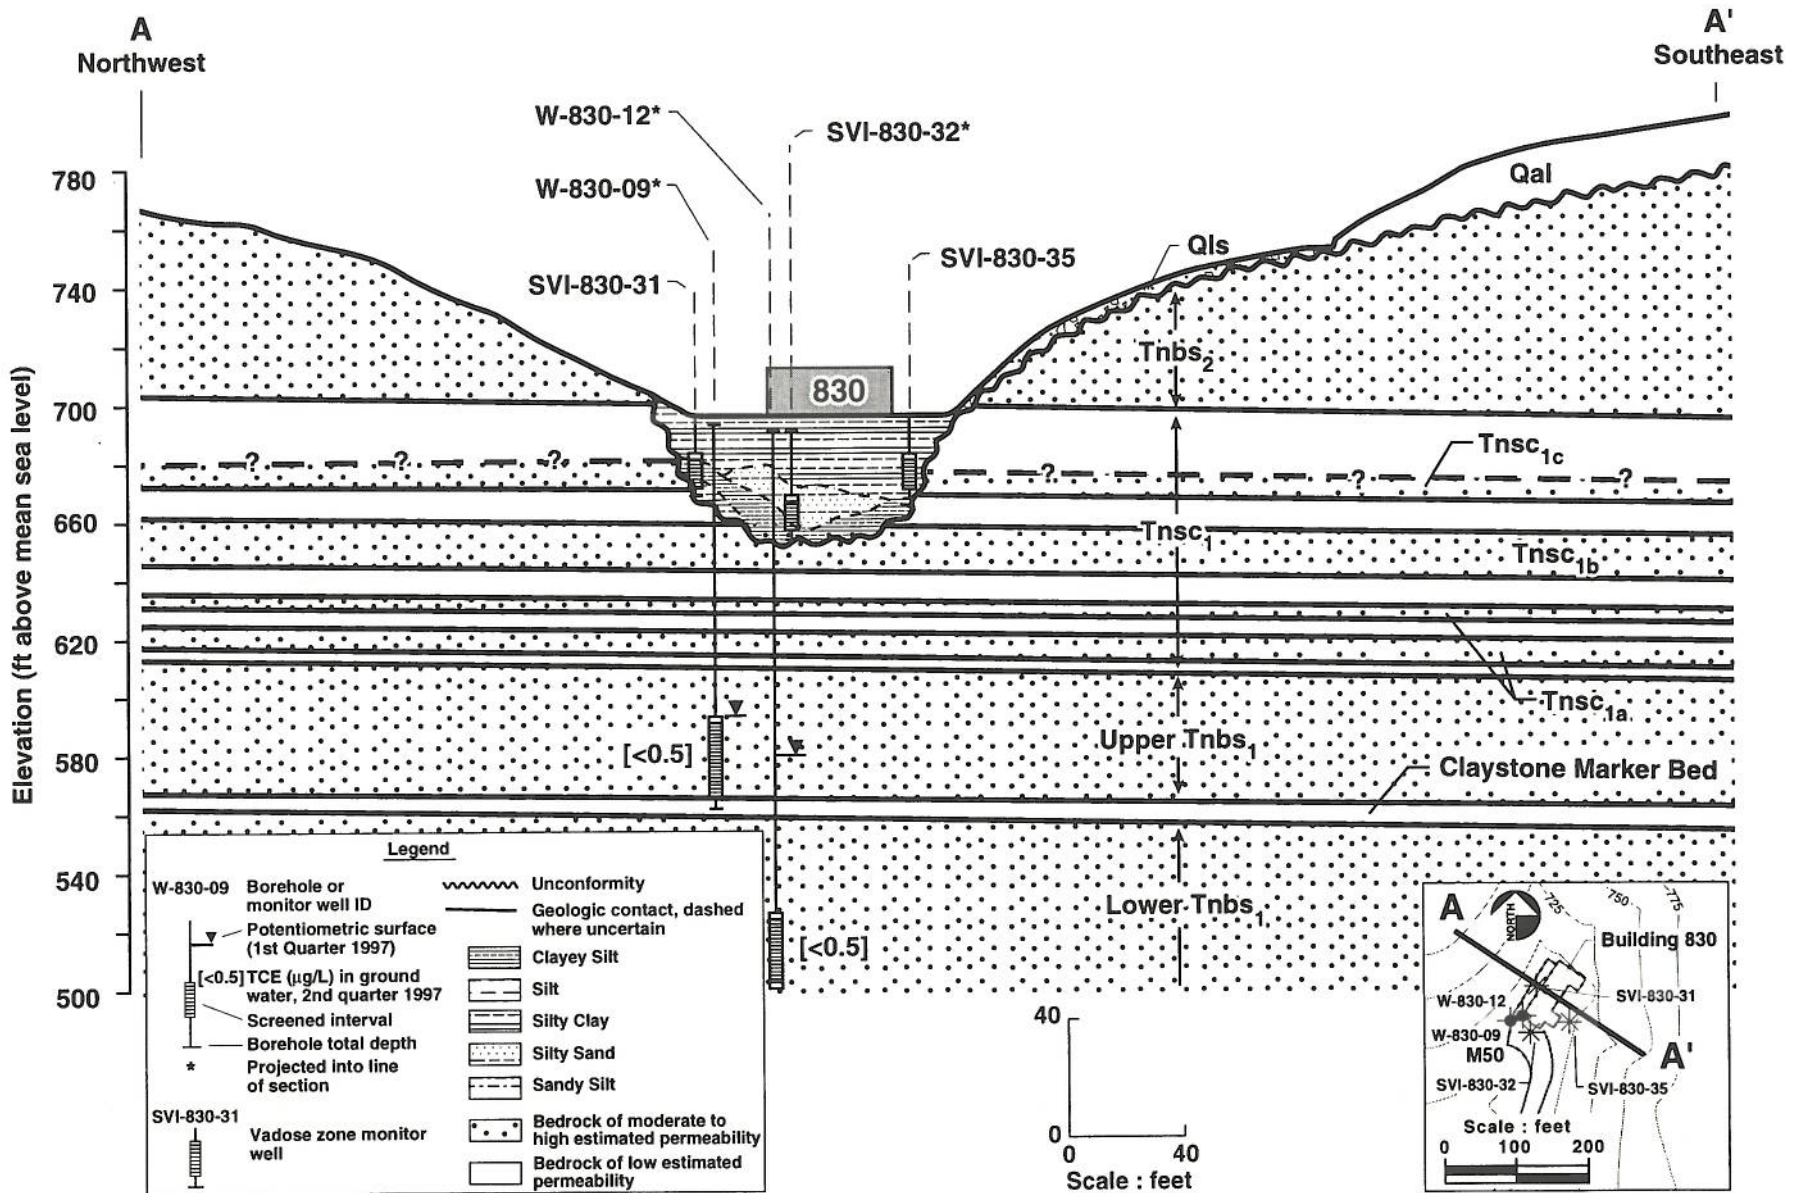 A
Northwest
A'
Southeast
W-830-12*
SVI-830-32*
W-830-09*
SVI-830-31
SVI-830-35
Qal
Qls
830
Tnbs2
Tnsc1c
Tnsc1
Tnsc1b
Tnsc1a
Upper Tnbs1
Claystone Marker Bed
Lower Tnbs1
? ? ? ? ? ?
[<0.5]
[<0.5]
Elevation (ft above mean sea level)
780
740
700
660
620
580
540
500
Legend
W-830-09
Borehole or
monitor well ID
Potentiometric surface
(1st Quarter 1997)
[<0.5] TCE (µg/L) in ground
water, 2nd quarter 1997
Screened interval
Borehole total depth
*
Projected into line
of section
SVI-830-31
Vadose zone monitor
well
Unconformity
Geologic contact, dashed
where uncertain
Clayey Silt
Silt
Silty Clay
Silty Sand
Sandy Silt
Bedrock of moderate to
high estimated permeability
Bedrock of low estimated
permeability
40
0
0 40
Scale : feet
A
NORTH
725
750
775
Building 830
W-830-12
SVI-830-31
W-830-09
M50
A'
SVI-830-32
SVI-830-35
Scale : feet
0 100 200